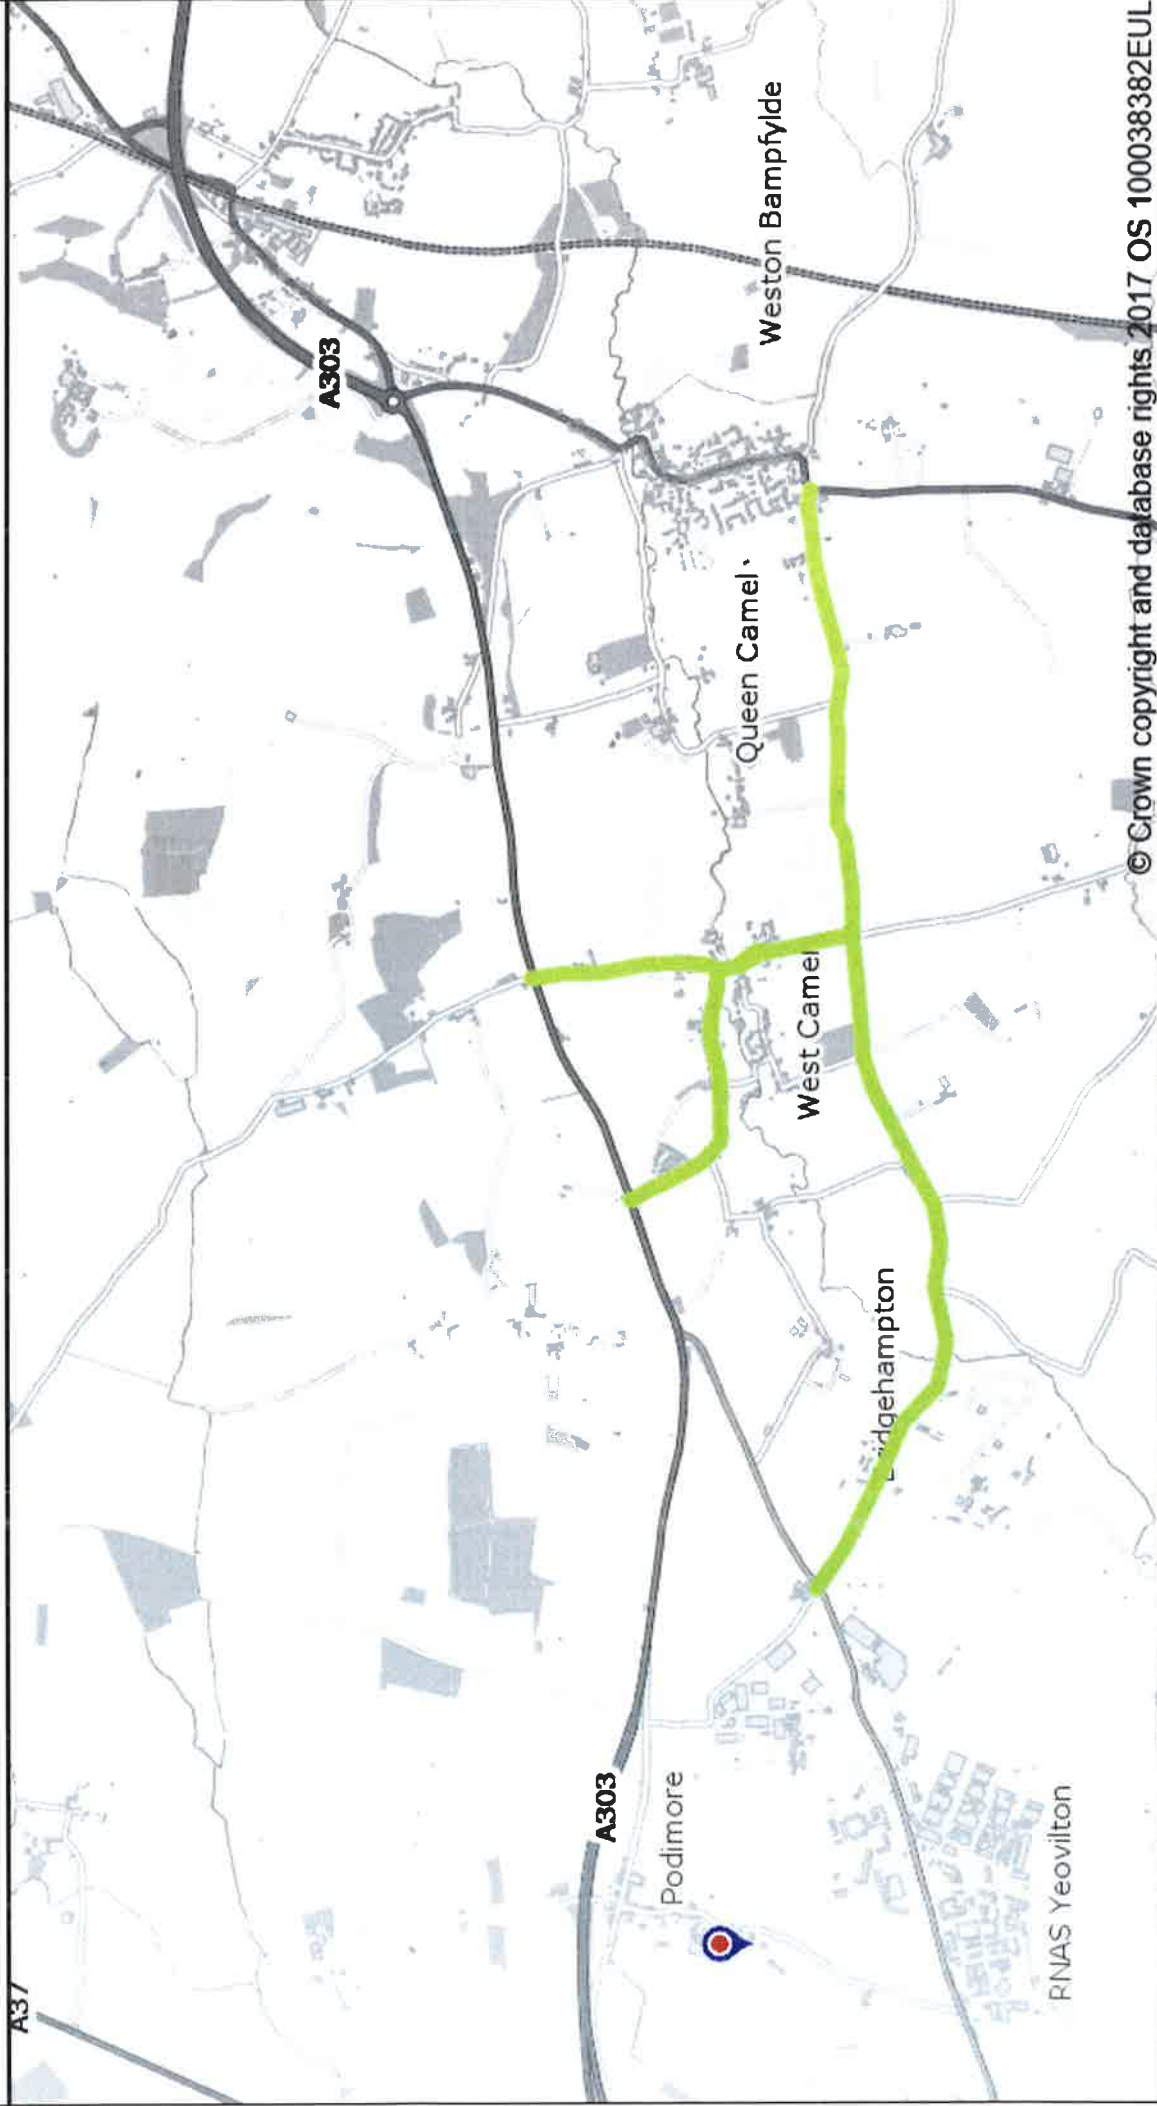 A37
A303
A303
Podimore
RNAS Yeovilton
West Camel
Queen Camel
Weston Bampfylde
© Crown copyright and database rights 2017 OS 100038382EUL